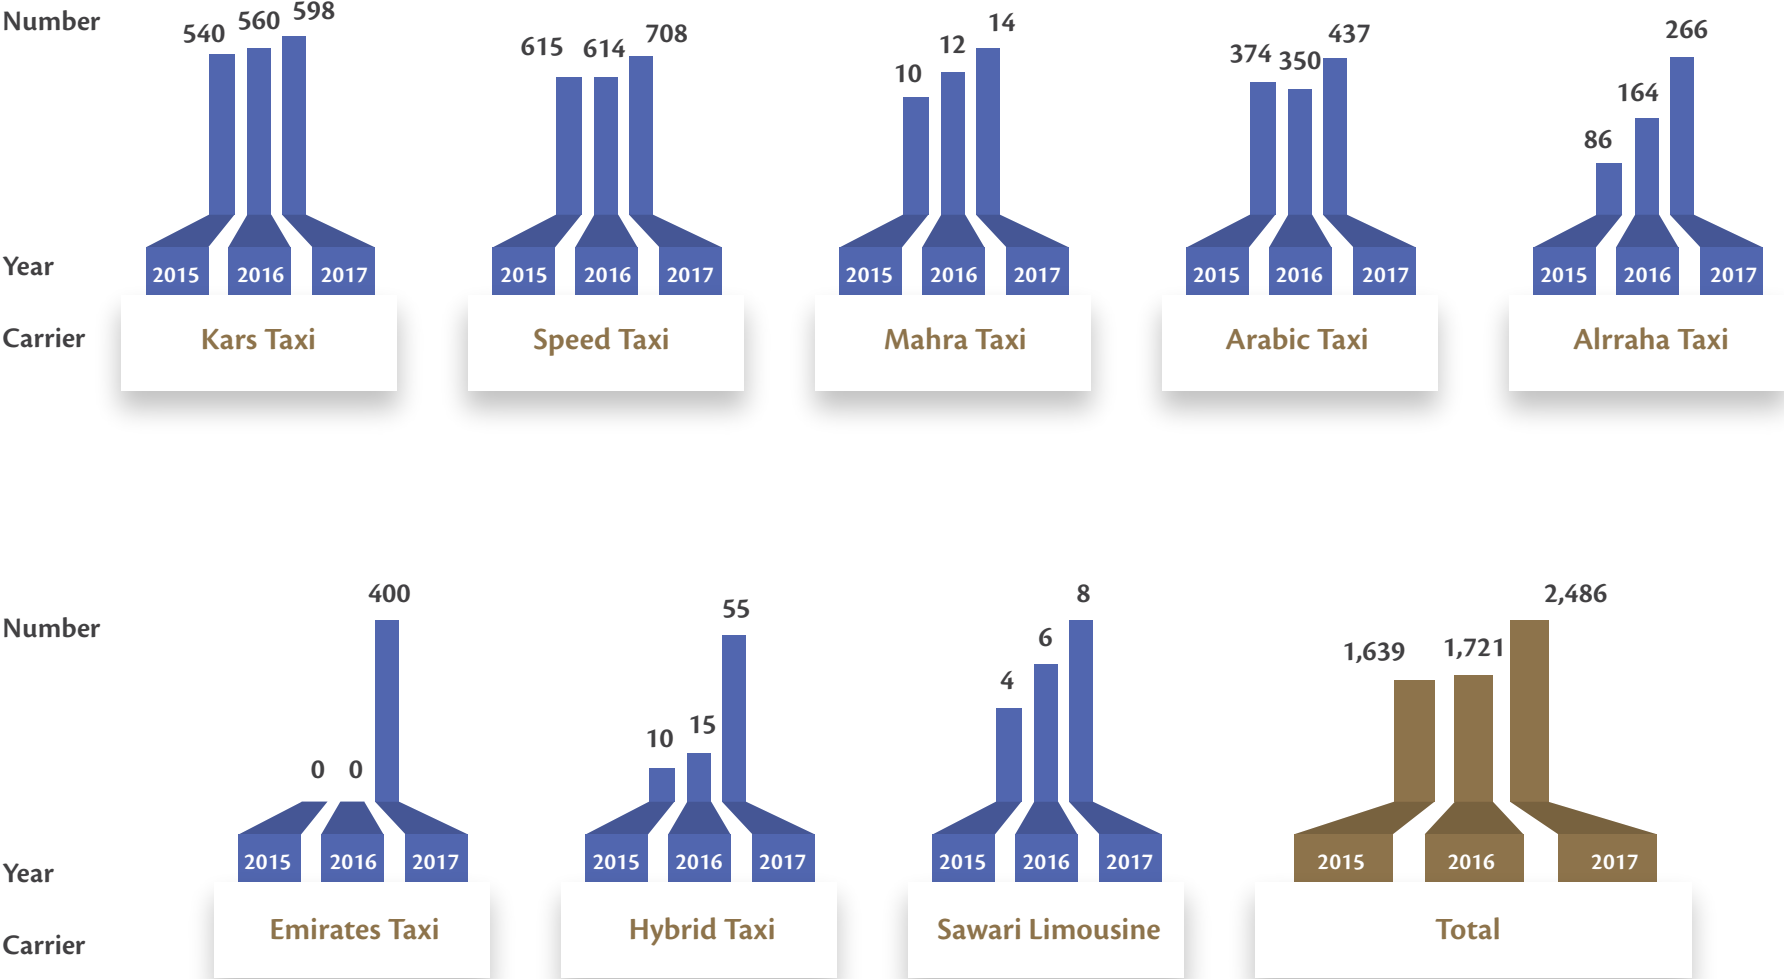 Number
540 560 598
615 614 708
10 12 14
374 350 437
86 164 266
Year
2015 2016 2017
2015 2016 2017
2015 2016 2017
2015 2016 2017
2015 2016 2017
Carrier
Kars Taxi
Speed Taxi
Mahra Taxi
Arabic Taxi
Alrraha Taxi
Number
0 0 400
10 15 55
4 6 8
1,639 1,721 2,486
Year
2015 2016 2017
2015 2016 2017
2015 2016 2017
2015 2016 2017
Carrier
Emirates Taxi
Hybrid Taxi
Sawari Limousine
Total